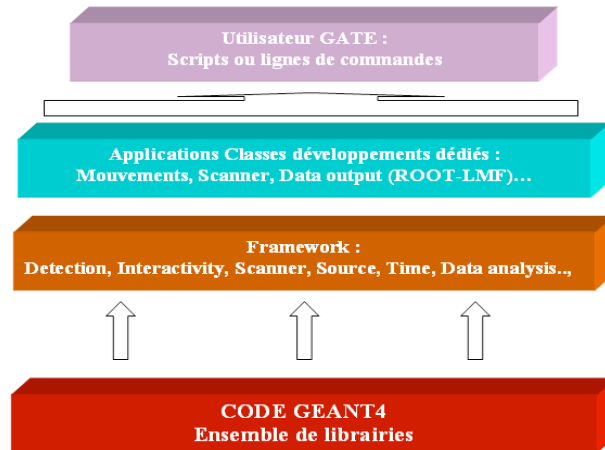 Utilisateur GATE :
Scripts ou lignes de commandes
Applications Classes développements dédiés :
Mouvements, Scanner, Data output (ROOT-LMF)…
Framework :
Detection, Interactivity, Scanner, Source, Time, Data analysis..,
CODE GEANT4
Ensemble de librairies